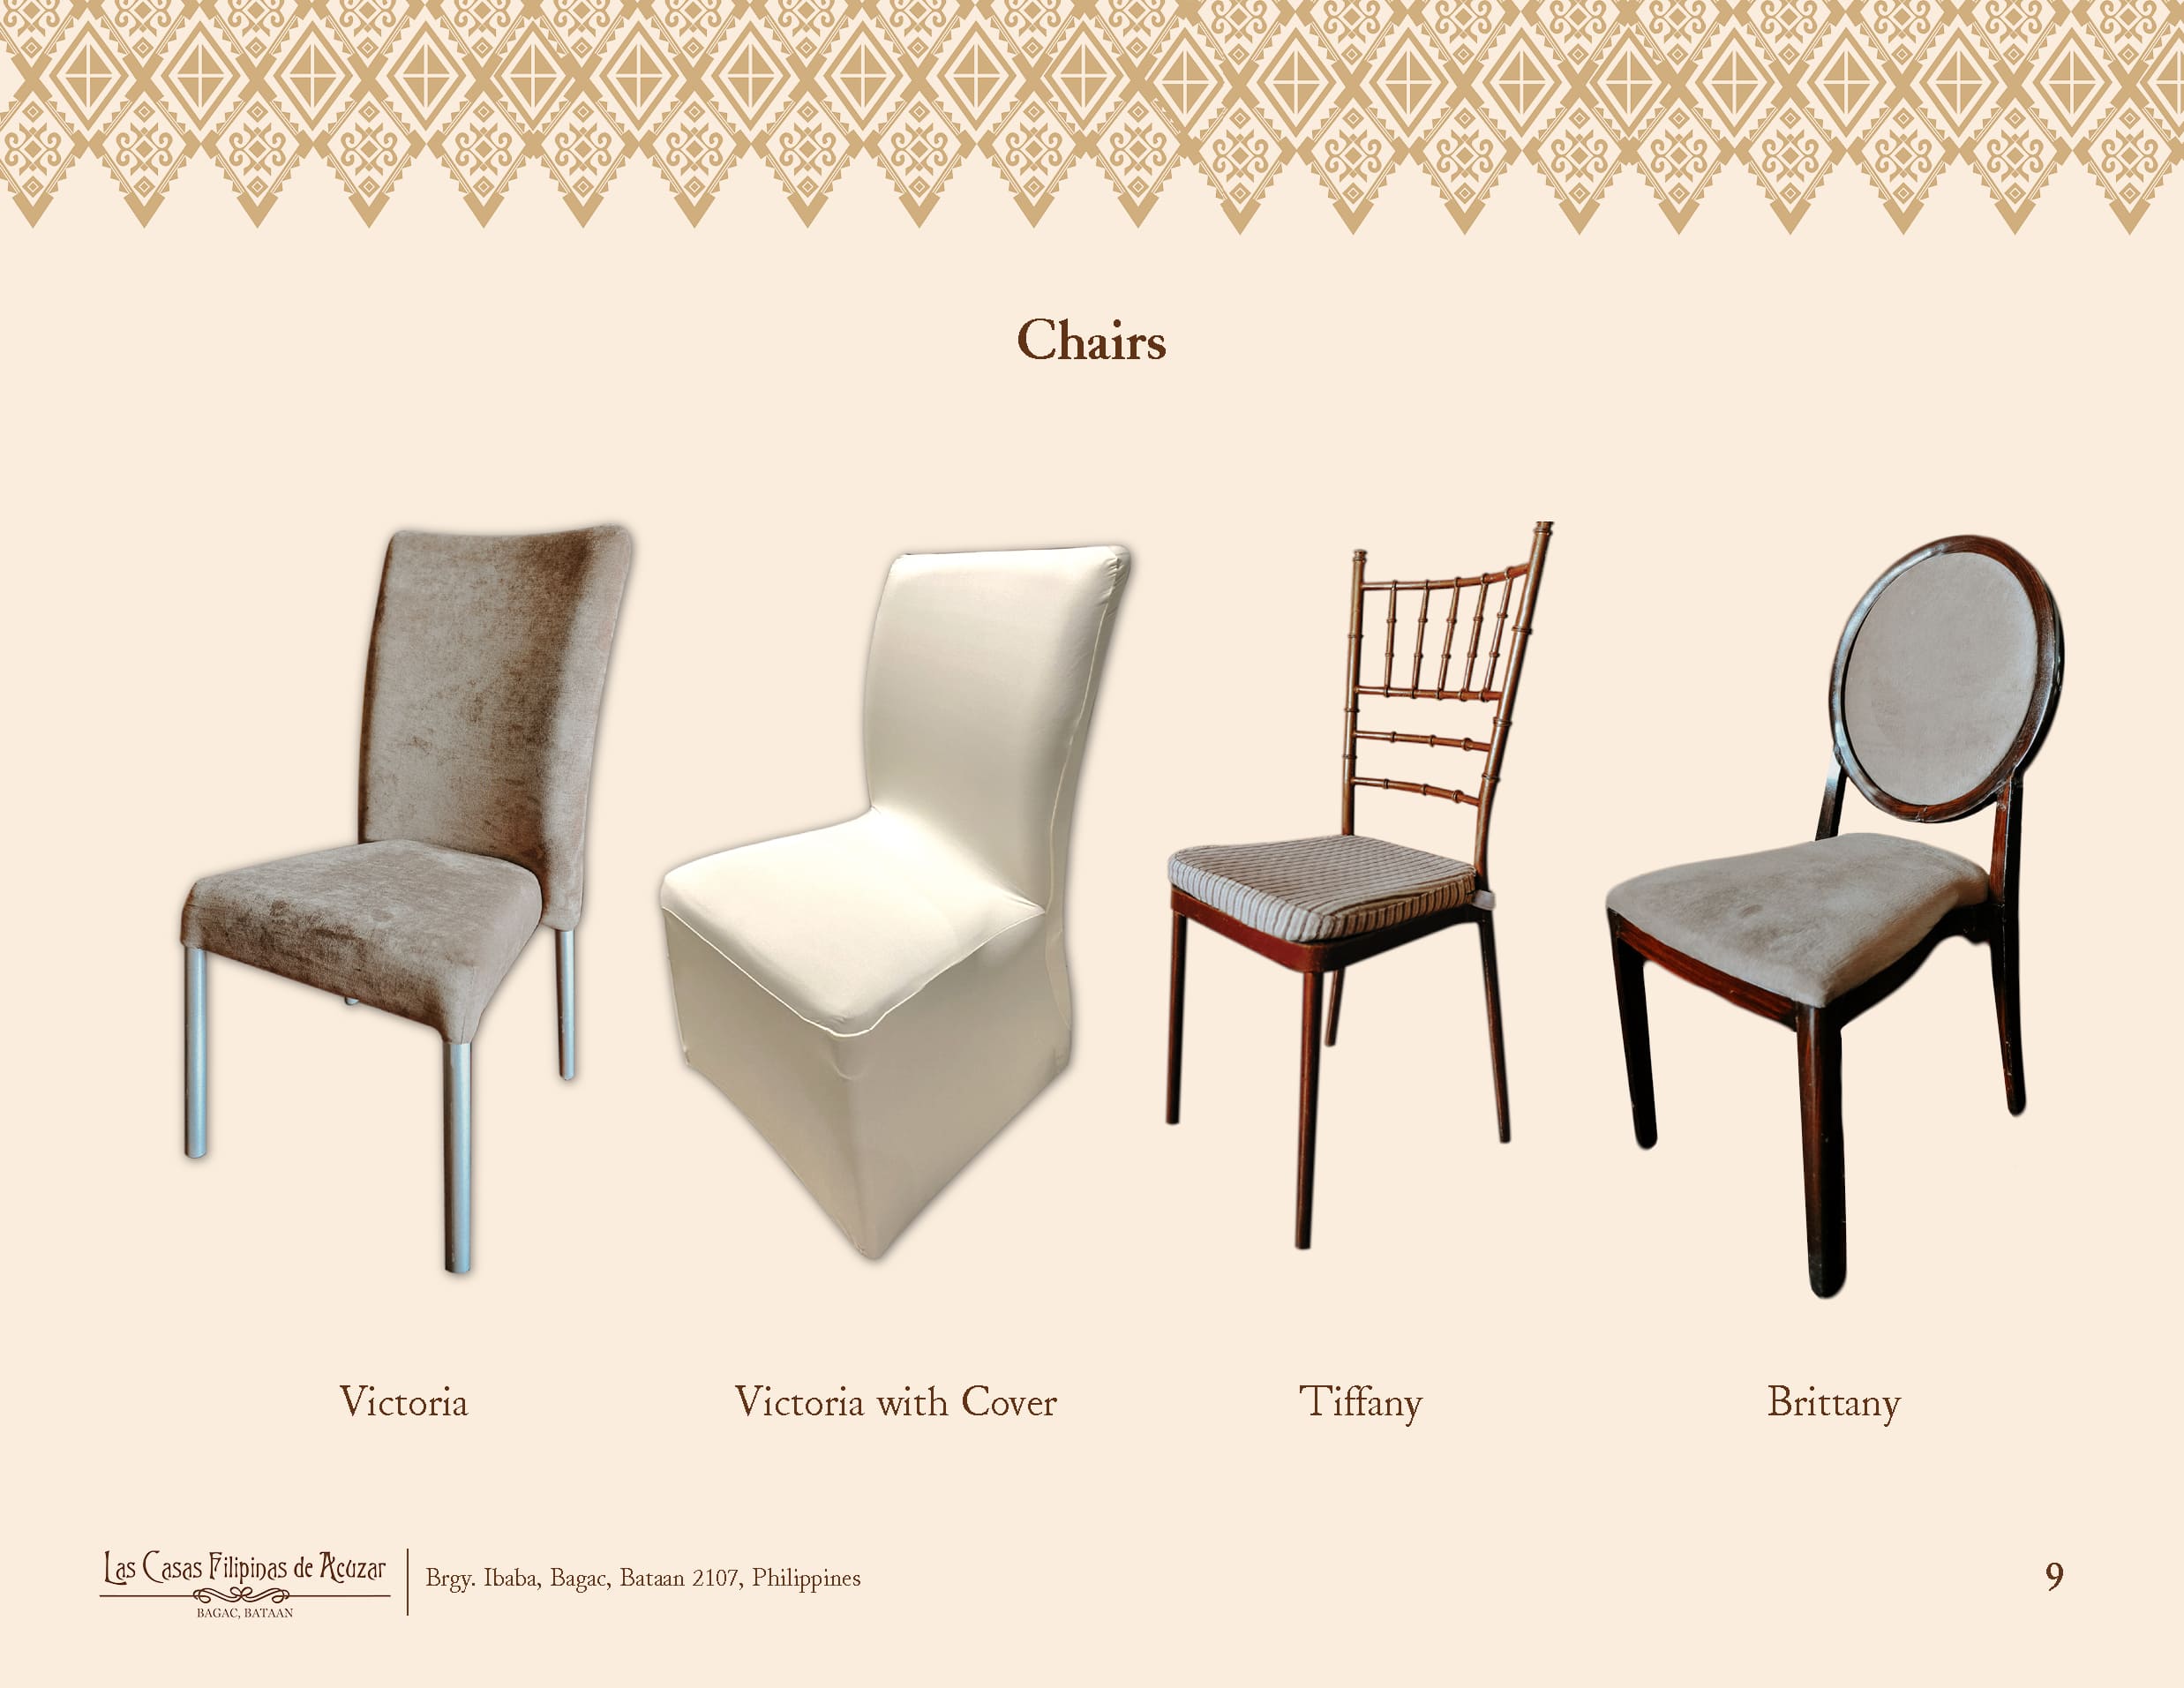 Chairs
Victoria
Victoria with Cover
Tiffany
Brittany
Las Casas Filipinas de Acuzar
BAGAC, BATAAN
Brgy. Ibaba, Bagac, Bataan 2107, Philippines
9